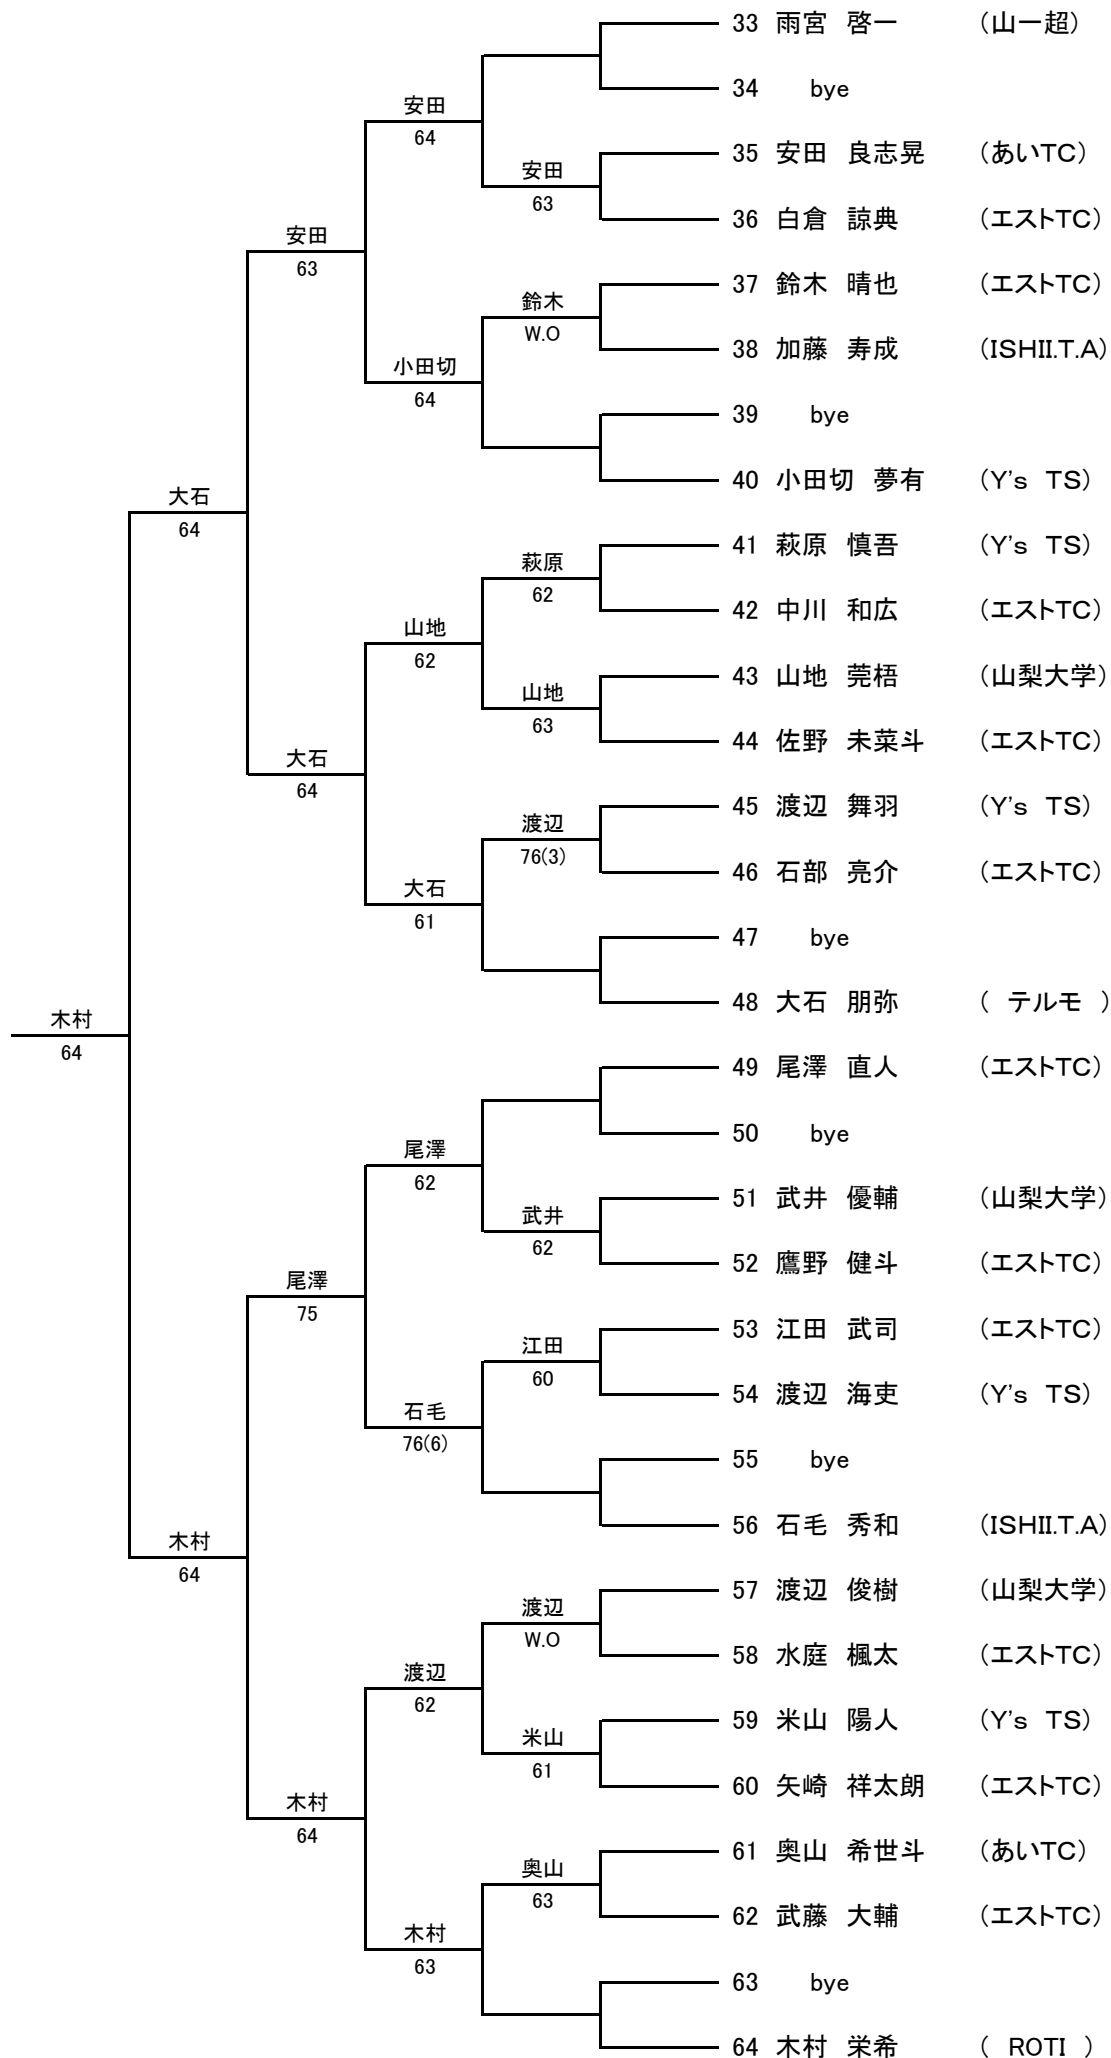 33 雨宮 啓一 (山一超)
34 bye
安田
64
35 安田 良志晃 (あいTC)
安田
63
36 白倉 諒典 (エストTC)
安田
63
37 鈴木 晴也 (エストTC)
鈴木
W.O
38 加藤 寿成 (ISHII.T.A)
小田切
64
39 bye
40 小田切 夢有 (Y's TS)
大石
64
41 萩原 慎吾 (Y's TS)
萩原
62
42 中川 和広 (エストTC)
山地
62
43 山地 莞梧 (山梨大学)
山地
63
44 佐野 未菜斗 (エストTC)
大石
64
45 渡辺 舞羽 (Y's TS)
渡辺
76(3)
46 石部 亮介 (エストTC)
大石
61
47 bye
48 大石 朋弥 ( テルモ )
木村
64
49 尾澤 直人 (エストTC)
50 bye
尾澤
62
51 武井 優輔 (山梨大学)
武井
62
52 鷹野 健斗 (エストTC)
尾澤
75
53 江田 武司 (エストTC)
江田
60
54 渡辺 海吏 (Y's TS)
石毛
76(6)
55 bye
56 石毛 秀和 (ISHII.T.A)
木村
64
57 渡辺 俊樹 (山梨大学)
渡辺
W.O
58 水庭 楓太 (エストTC)
渡辺
62
59 米山 陽人 (Y's TS)
米山
61
60 矢崎 祥太朗 (エストTC)
木村
64
61 奥山 希世斗 (あいTC)
奥山
63
62 武藤 大輔 (エストTC)
木村
63
63 bye
64 木村 栄希 ( ROTI )